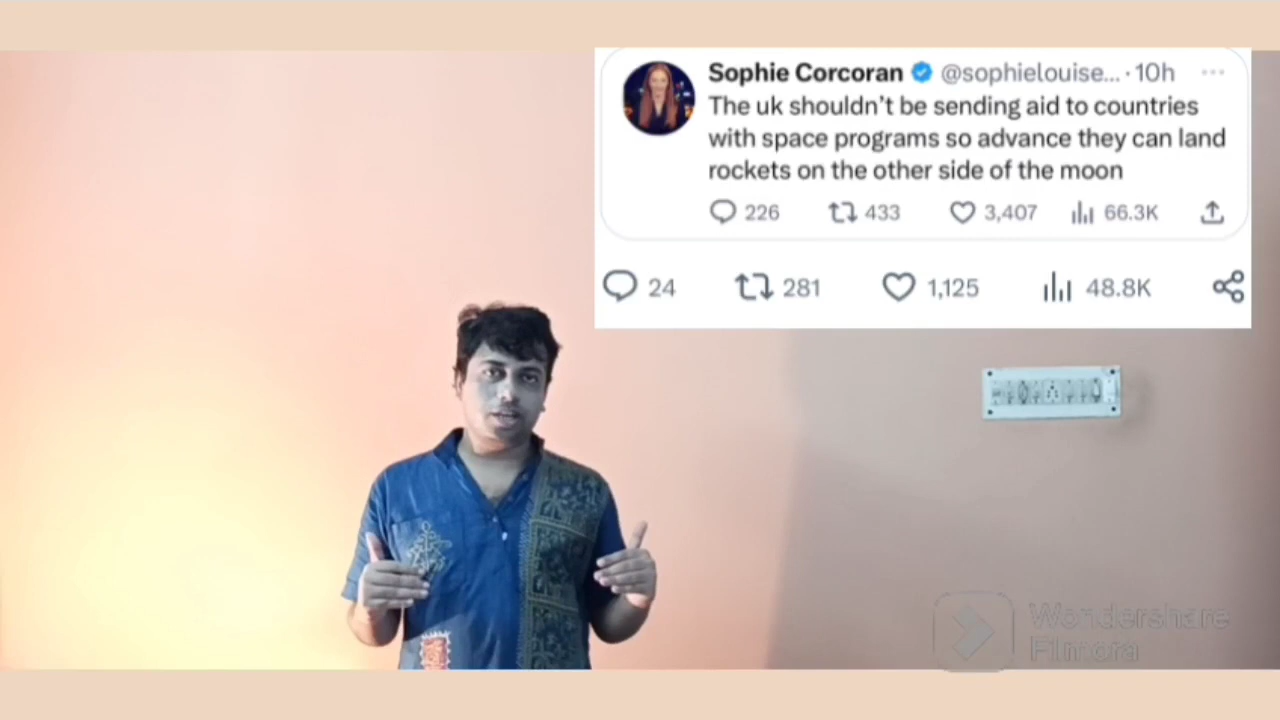 Sophie Corcoran @sophielouise... · 10h
The uk shouldn't be sending aid to countries
with space programs so advance they can land
rockets on the other side of the moon
226 433 3,407 66.3K
24 281 1,125 48.8K
Wondershare
Filmora